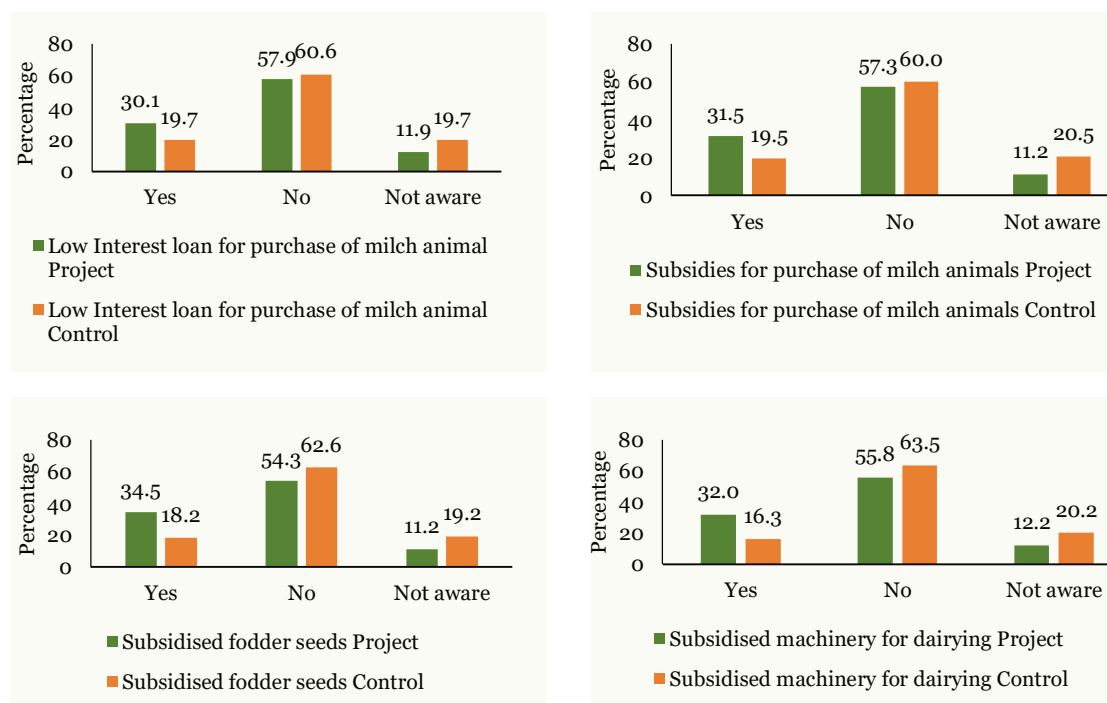 Percentage
80
60
40
20
0
30.1
19.7
57.9
60.6
11.9
19.7
Yes
No
Not aware
Low Interest loan for purchase of milch animal
Project
Low Interest loan for purchase of milch animal
Control
Percentage
80
60
40
20
0
31.5
19.5
57.3
60.0
11.2
20.5
Yes
No
Not aware
Subsidies for purchase of milch animals Project
Subsidies for purchase of milch animals Control
Percentage
80
60
40
20
0
34.5
18.2
54.3
62.6
11.2
19.2
Yes
No
Not aware
Subsidised fodder seeds Project
Subsidised fodder seeds Control
Percentage
80
60
40
20
0
32.0
16.3
55.8
63.5
12.2
20.2
Yes
No
Not aware
Subsidised machinery for dairying Project
Subsidised machinery for dairying Control